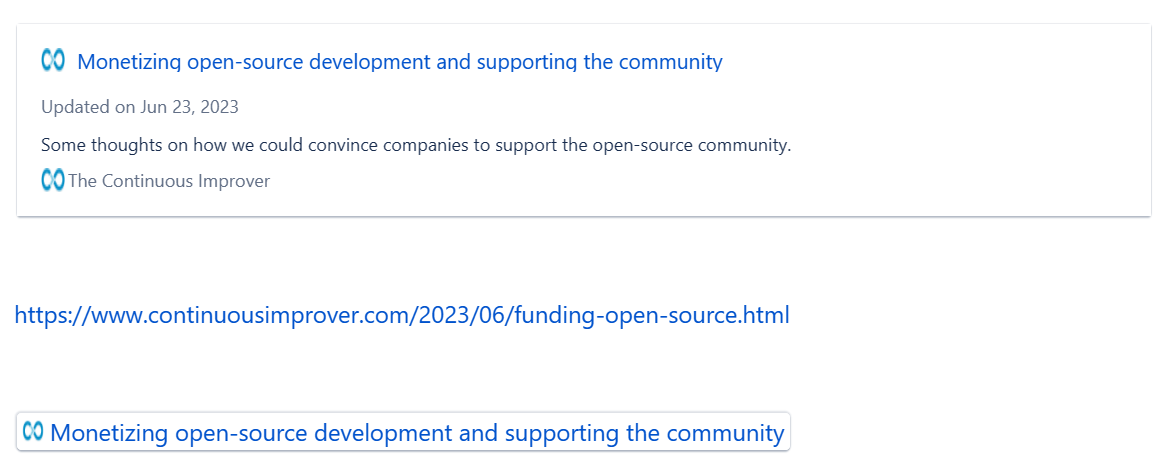 Monetizing open-source development and supporting the community
Updated on Jun 23, 2023
Some thoughts on how we could convince companies to support the open-source community.
The Continuous Improver
https://www.continuousimprover.com/2023/06/funding-open-source.html
Monetizing open-source development and supporting the community